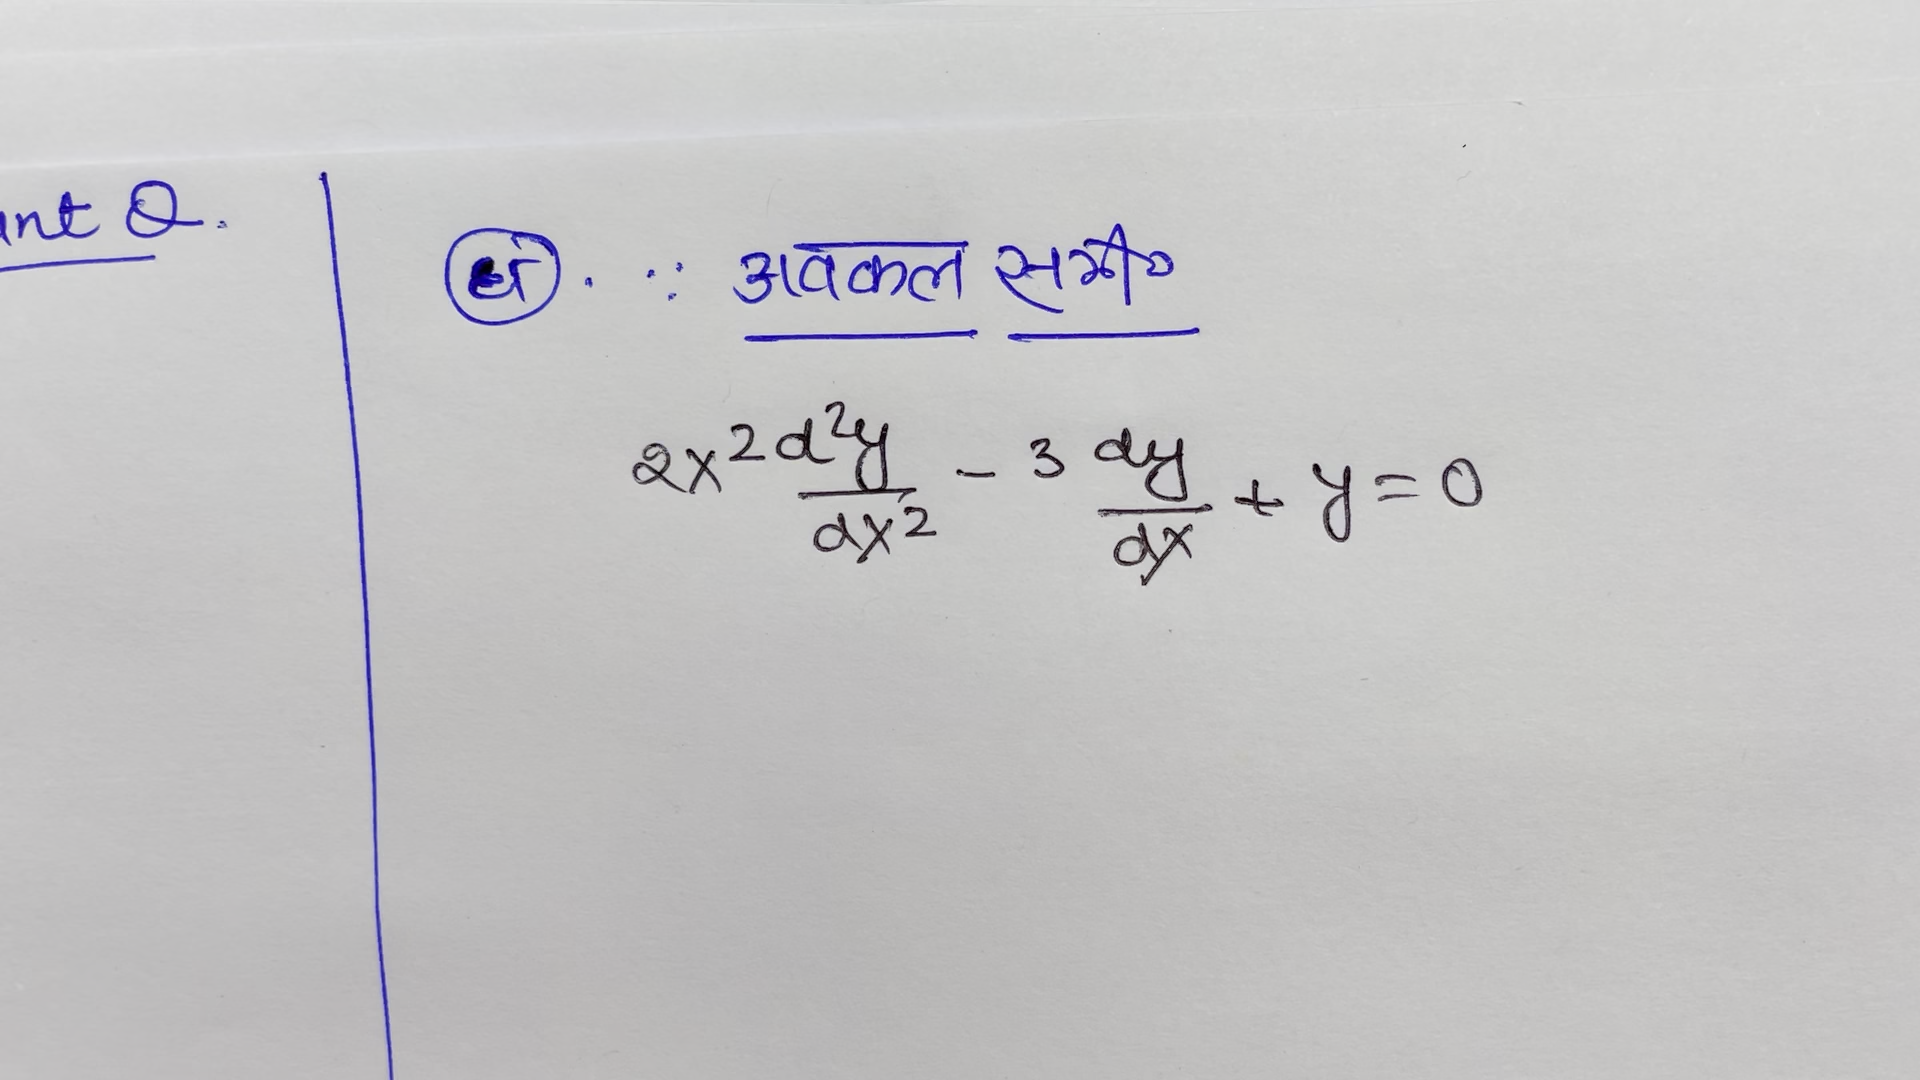 ant Q.
घ. ∵ अवकल समी०
2x² d²y/dx² - 3 dy/dx + y = 0